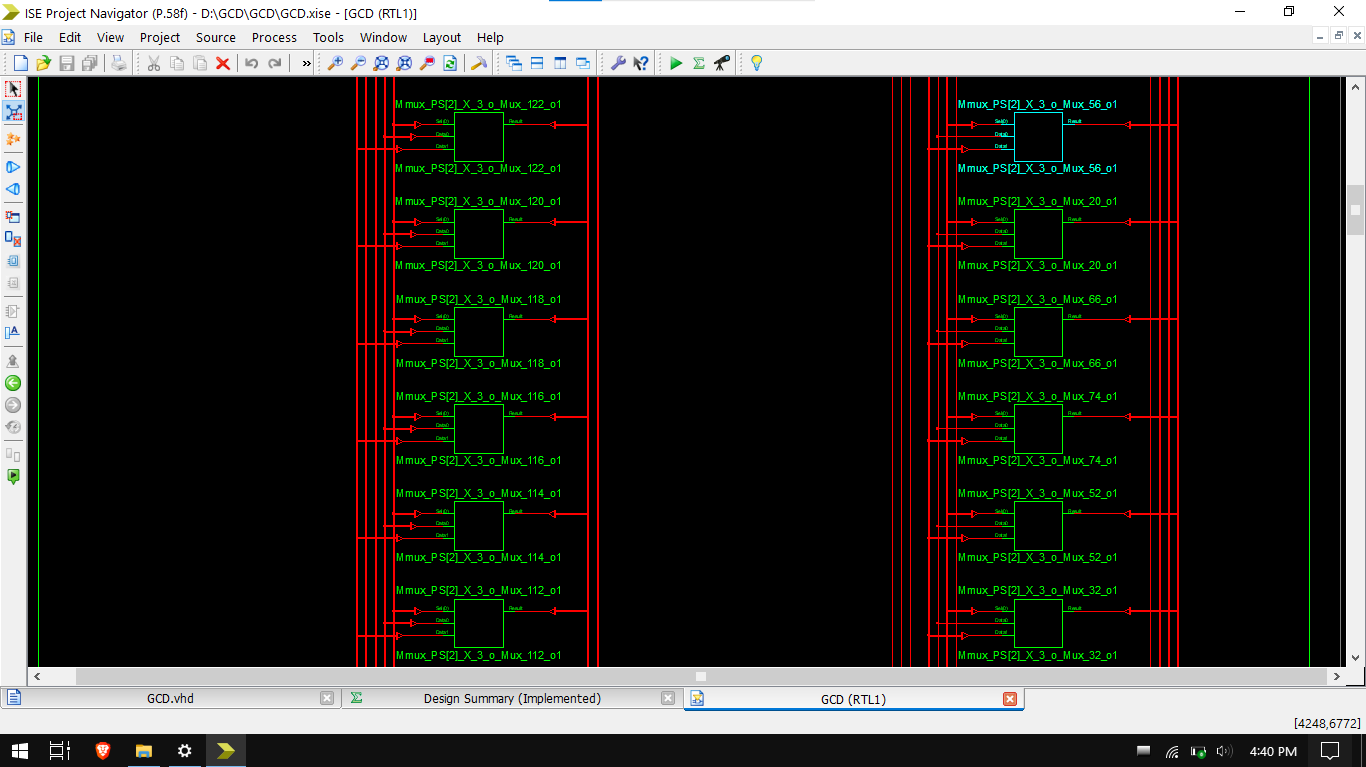 ISE Project Navigator (P.58f) - D:\GCD\GCD\GCD.xise - [GCD (RTL1)]
File Edit View Project Source Process Tools Window Layout Help
Mmux_PS[2]_X_3_o_Mux_122_o1 Mmux_PS[2]_X_3_o_Mux_56_o1
Sel(0) Result Sel(0) Result
Data0 Data0
Data1 Data1
Mmux_PS[2]_X_3_o_Mux_122_o1 Mmux_PS[2]_X_3_o_Mux_56_o1
Mmux_PS[2]_X_3_o_Mux_120_o1 Mmux_PS[2]_X_3_o_Mux_20_o1
Sel(0) Result Sel(0) Result
Data0 Data0
Data1 Data1
Mmux_PS[2]_X_3_o_Mux_120_o1 Mmux_PS[2]_X_3_o_Mux_20_o1
Mmux_PS[2]_X_3_o_Mux_118_o1 Mmux_PS[2]_X_3_o_Mux_66_o1
Sel(0) Result Sel(0) Result
Data0 Data0
Data1 Data1
Mmux_PS[2]_X_3_o_Mux_118_o1 Mmux_PS[2]_X_3_o_Mux_66_o1
Mmux_PS[2]_X_3_o_Mux_116_o1 Mmux_PS[2]_X_3_o_Mux_74_o1
Sel(0) Result Sel(0) Result
Data0 Data0
Data1 Data1
Mmux_PS[2]_X_3_o_Mux_116_o1 Mmux_PS[2]_X_3_o_Mux_74_o1
Mmux_PS[2]_X_3_o_Mux_114_o1 Mmux_PS[2]_X_3_o_Mux_52_o1
Sel(0) Result Sel(0) Result
Data0 Data0
Data1 Data1
Mmux_PS[2]_X_3_o_Mux_114_o1 Mmux_PS[2]_X_3_o_Mux_52_o1
Mmux_PS[2]_X_3_o_Mux_112_o1 Mmux_PS[2]_X_3_o_Mux_32_o1
Sel(0) Result Sel(0) Result
Data0 Data0
Data1 Data1
Mmux_PS[2]_X_3_o_Mux_112_o1 Mmux_PS[2]_X_3_o_Mux_32_o1
GCD.vhd Design Summary (Implemented) GCD (RTL1)
[4248,6772]
4:40 PM